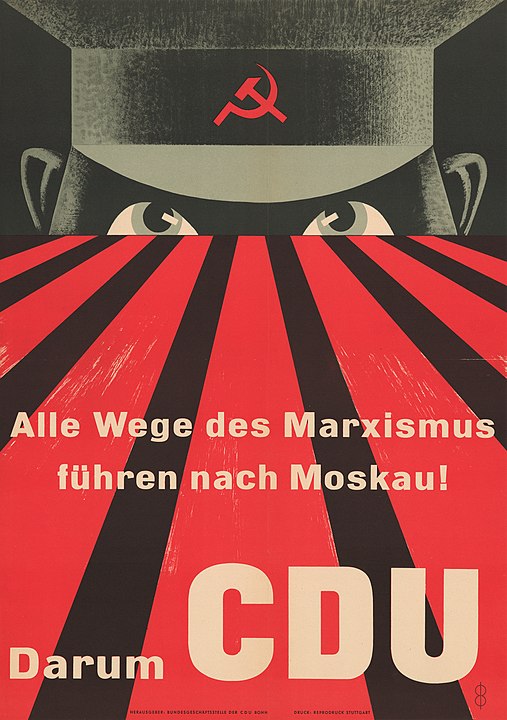 Alle Wege des Marxismus
führen nach Moskau!
Darum CDU
HERAUSGEBER: BUNDESGESCHÄFTSSTELLE DER CDU BONN DRUCK: REPRODRUCK STUTTGART